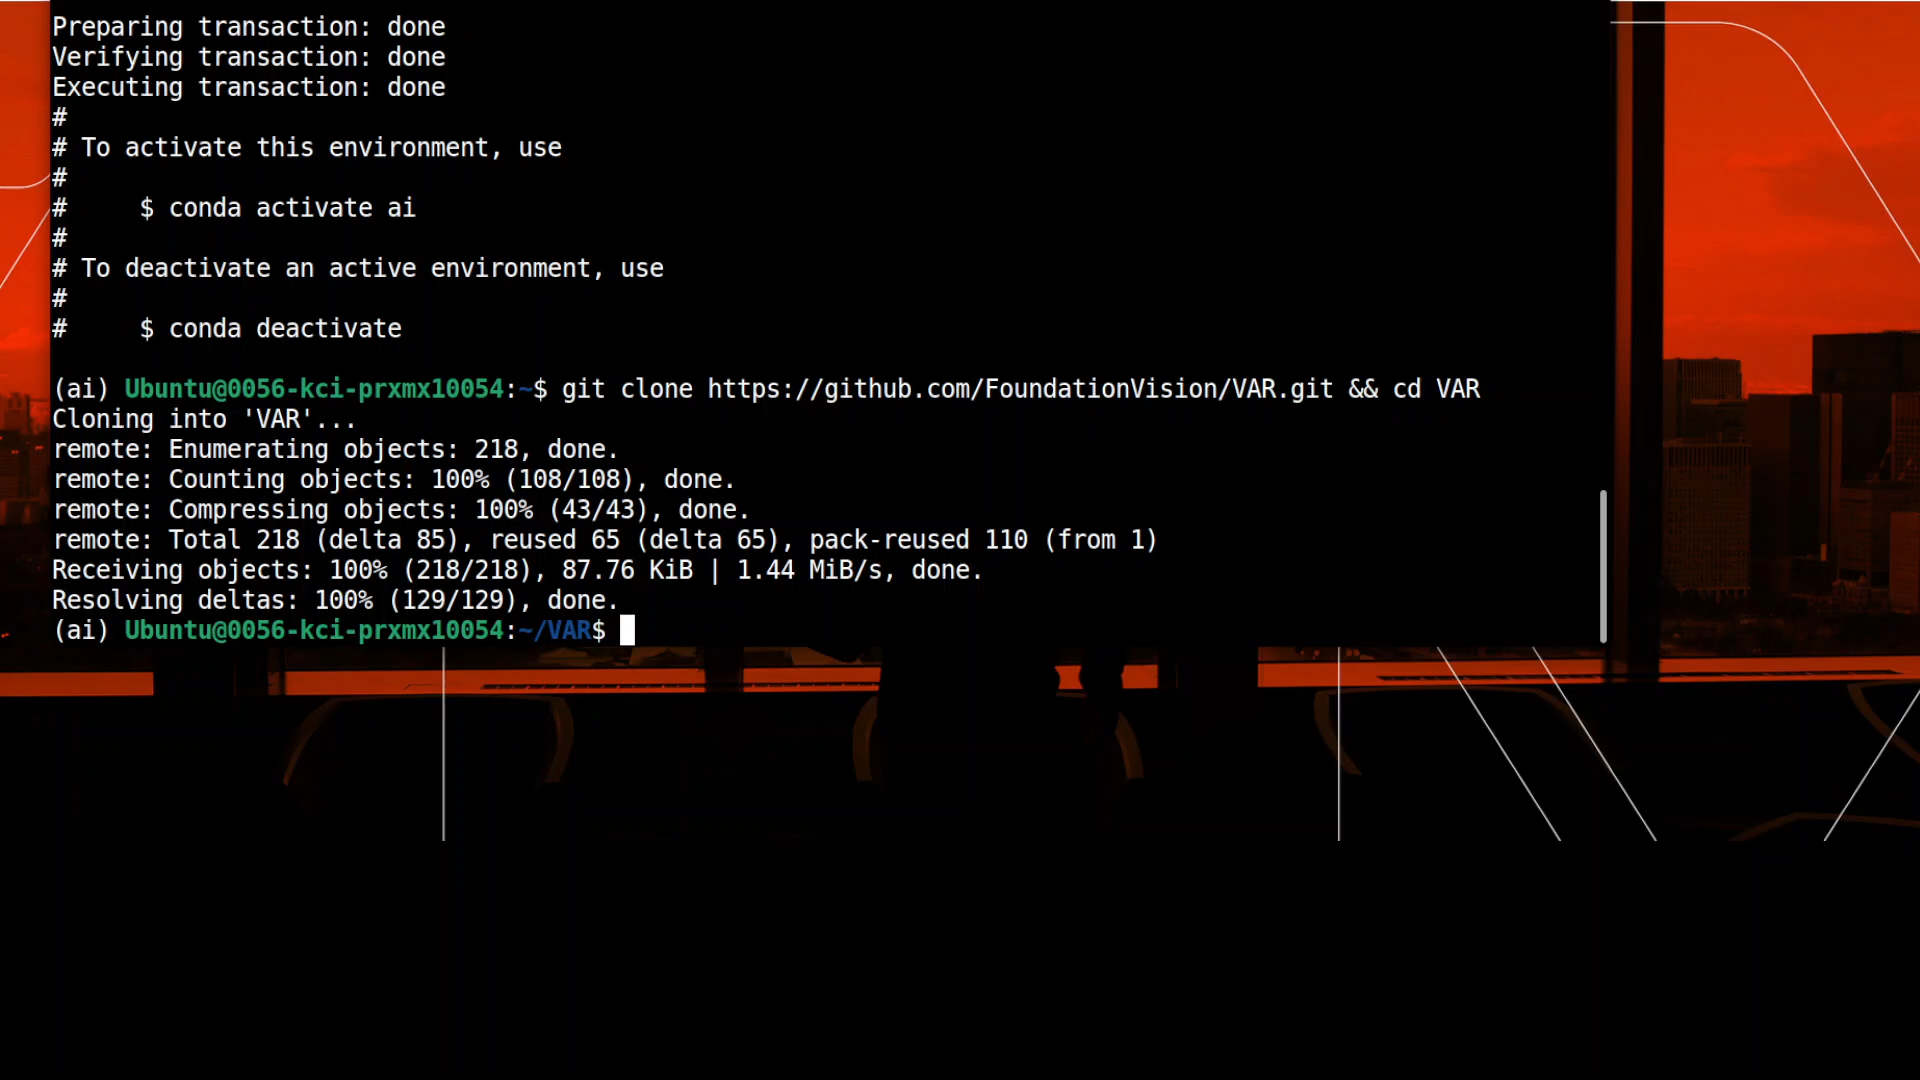 Preparing transaction: done
Verifying transaction: done
Executing transaction: done
#
# To activate this environment, use
#
#     $ conda activate ai
#
# To deactivate an active environment, use
#
#     $ conda deactivate
(ai) Ubuntu@0056-kci-prxmx10054:~$ git clone https://github.com/FoundationVision/VAR.git && cd VAR
Cloning into 'VAR'...
remote: Enumerating objects: 218, done.
remote: Counting objects: 100% (108/108), done.
remote: Compressing objects: 100% (43/43), done.
remote: Total 218 (delta 85), reused 65 (delta 65), pack-reused 110 (from 1)
Receiving objects: 100% (218/218), 87.76 KiB | 1.44 MiB/s, done.
Resolving deltas: 100% (129/129), done.
(ai) Ubuntu@0056-kci-prxmx10054:~/VAR$